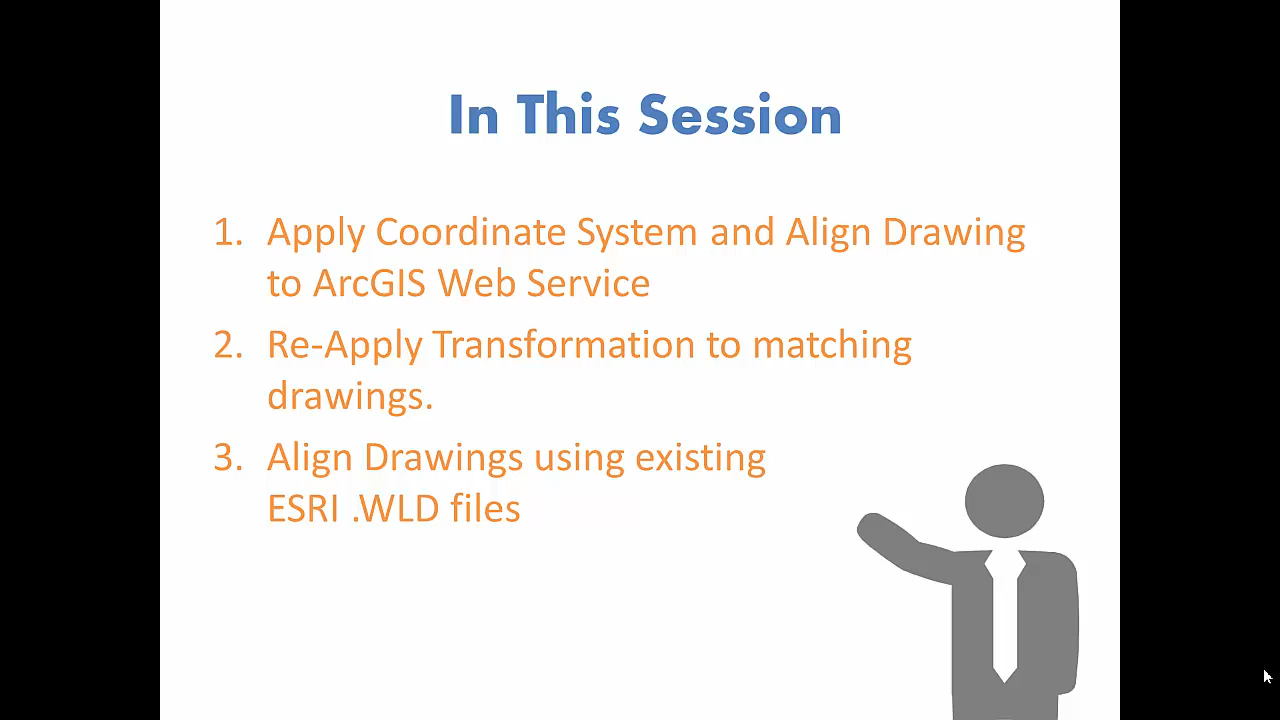 In This Session
1. Apply Coordinate System and Align Drawing
to ArcGIS Web Service
2. Re-Apply Transformation to matching
drawings.
3. Align Drawings using existing
ESRI .WLD files